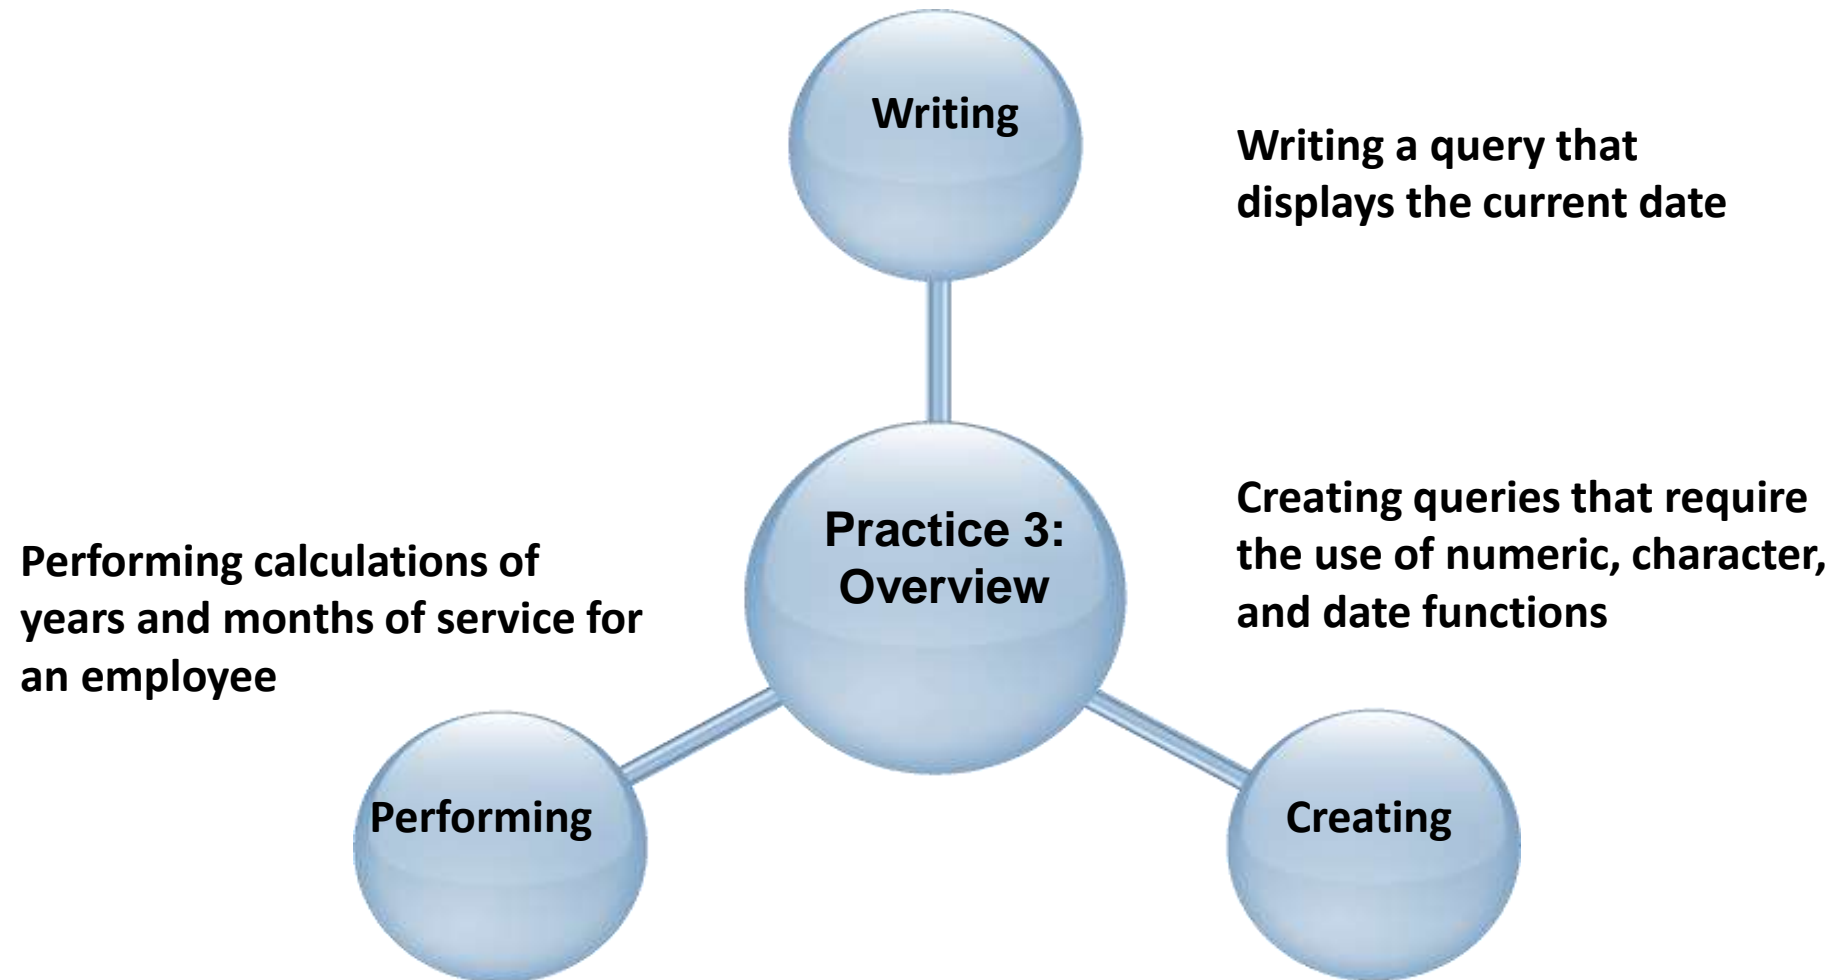 Writing
Writing a query that
displays the current date
Practice 3:
Overview
Creating queries that require
the use of numeric, character,
and date functions
Performing calculations of
years and months of service for
an employee
Performing
Creating